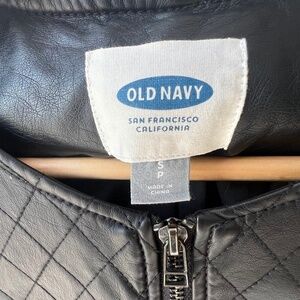 OLD NAVY
SAN FRANCISCO
CALIFORNIA
S
P
MADE IN
CHINA